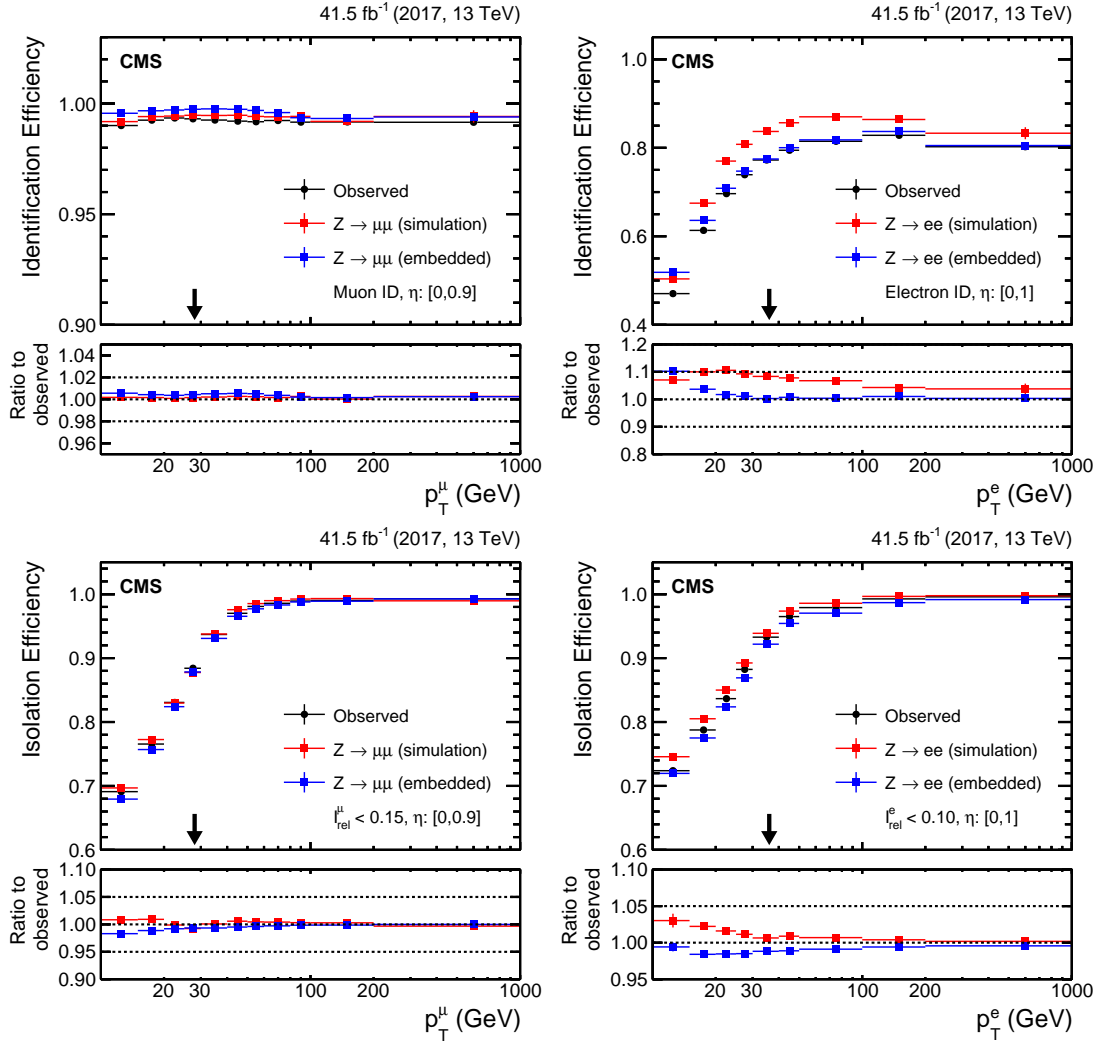 41.5 fb⁻¹ (2017, 13 TeV)
CMS
Identification Efficiency
1.00
0.95
0.90
Observed
Z → μμ (simulation)
Z → μμ (embedded)
Muon ID, η: [0,0.9]
Ratio to observed
1.04
1.02
1.00
0.98
0.96
20 30 100 200 1000
p_T^μ (GeV)
41.5 fb⁻¹ (2017, 13 TeV)
CMS
Identification Efficiency
1.0
0.8
0.6
0.4
Observed
Z → ee (simulation)
Z → ee (embedded)
Electron ID, η: [0,1]
Ratio to observed
1.2
1.1
1.0
0.9
0.8
20 30 100 200 1000
p_T^e (GeV)
41.5 fb⁻¹ (2017, 13 TeV)
CMS
Isolation Efficiency
1.0
0.9
0.8
0.7
0.6
Observed
Z → μμ (simulation)
Z → μμ (embedded)
I_rel^μ < 0.15, η: [0,0.9]
Ratio to observed
1.10
1.05
1.00
0.95
0.90
20 30 100 200 1000
p_T^μ (GeV)
41.5 fb⁻¹ (2017, 13 TeV)
CMS
Isolation Efficiency
1.0
0.9
0.8
0.7
0.6
Observed
Z → ee (simulation)
Z → ee (embedded)
I_rel^e < 0.10, η: [0,1]
Ratio to observed
1.10
1.05
1.00
0.95
20 30 100 200 1000
p_T^e (GeV)